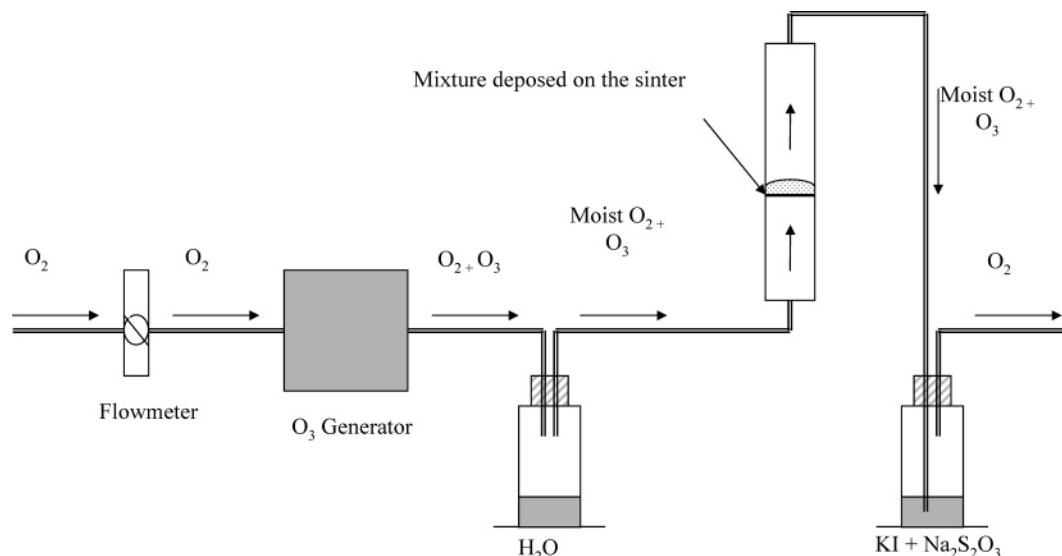 Mixture deposed on the sinter
Moist O₂ +
O₃
Moist O₂ +
O₃
O₂
O₂
O₂ + O₃
O₂
Flowmeter
O₃ Generator
H₂O
KI + Na₂S₂O₃